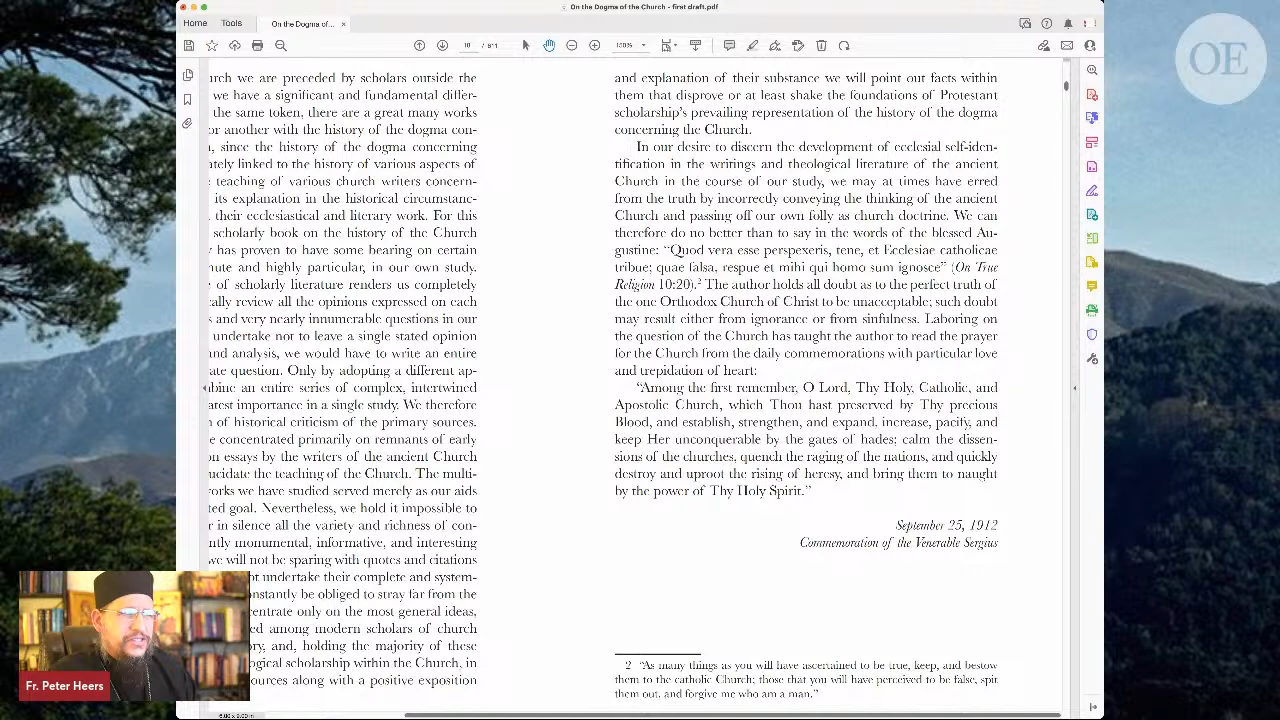 On the Dogma of the Church - first draft.pdf
Home Tools On the Dogma of... ×
10 / 611 150%
OE
urch we are preceded by scholars outside the
we have a significant and fundamental differ-
the same token, there are a great many works
or another with the history of the dogma con-
, since the history of the dogma concerning
ately linked to the history of various aspects of
teaching of various church writers concern-
its explanation in the historical circumstanc-
their ecclesiastical and literary work. For this
scholarly book on the history of the Church
has proven to have some bearing on certain
nute and highly particular, in our own study.
of scholarly literature renders us completely
cally review all the opinions expressed on each
s and very nearly innumerable questions in our
undertake not to leave a single stated opinion
and analysis, we would have to write an entire
ate question. Only by adopting a different ap-
bine an entire series of complex, intertwined
atest importance in a single study. We therefore
n of historical criticism of the primary sources.
e concentrated primarily on remnants of early
on essays by the writers of the ancient Church
ucidate the teaching of the Church. The multi-
orks we have studied served merely as our aids
ted goal. Nevertheless, we hold it impossible to
r in silence all the variety and richness of con-
ntly monumental, informative, and interesting
we will not be sparing with quotes and citations
ot undertake their complete and system-
onstantly be obliged to stray far from the
centrate only on the most general ideas,
ed among modern scholars of church
ory, and, holding the majority of these
ogical scholarship within the Church, in
ources along with a positive exposition
and explanation of their substance we will point out facts within
them that disprove or at least shake the foundations of Protestant
scholarship’s prevailing representation of the history of the dogma
concerning the Church.
In our desire to discern the development of ecclesial self-iden-
tification in the writings and theological literature of the ancient
Church in the course of our study, we may at times have erred
from the truth by incorrectly conveying the thinking of the ancient
Church and passing off our own folly as church doctrine. We can
therefore do no better than to say in the words of the blessed Au-
gustine: “Quod vera esse perspexeris, tene, et Ecclesiae catholicae
tribue; quae falsa, respue et mihi qui homo sum ignosce” (On True
Religion 10:20).2 The author holds all doubt as to the perfect truth of
the one Orthodox Church of Christ to be unacceptable; such doubt
may result either from ignorance or from sinfulness. Laboring on
the question of the Church has taught the author to read the prayer
for the Church from the daily commemorations with particular love
and trepidation of heart:
“Among the first remember, O Lord, Thy Holy, Catholic, and
Apostolic Church, which Thou hast preserved by Thy precious
Blood, and establish, strengthen, and expand, increase, pacify, and
keep Her unconquerable by the gates of hades; calm the dissen-
sions of the churches, quench the raging of the nations, and quickly
destroy and uproot the rising of heresy, and bring them to naught
by the power of Thy Holy Spirit.”
September 25, 1912
Commemoration of the Venerable Sergius
2 “As many things as you will have ascertained to be true, keep, and bestow
them to the catholic Church; such that you will have perceived to be false, spit
them out, and forgive me whom a man.”
Fr. Peter Heers